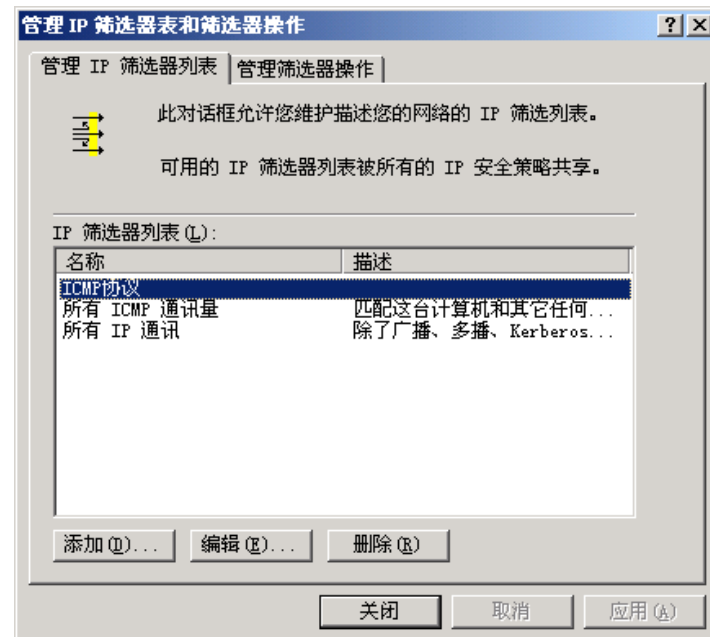 管理 IP 筛选器表和筛选器操作
管理 IP 筛选器列表 管理筛选器操作
此对话框允许您维护描述您的网络的 IP 筛选列表。
可用的 IP 筛选器列表被所有的 IP 安全策略共享。
IP 筛选器列表(L):
名称 描述
ICMP协议
所有 ICMP 通讯量 匹配这台计算机和其它任何...
所有 IP 通讯 除了广播、多播、Kerberos...
添加(D)... 编辑(E)... 删除(R)
关闭 取消 应用(A)